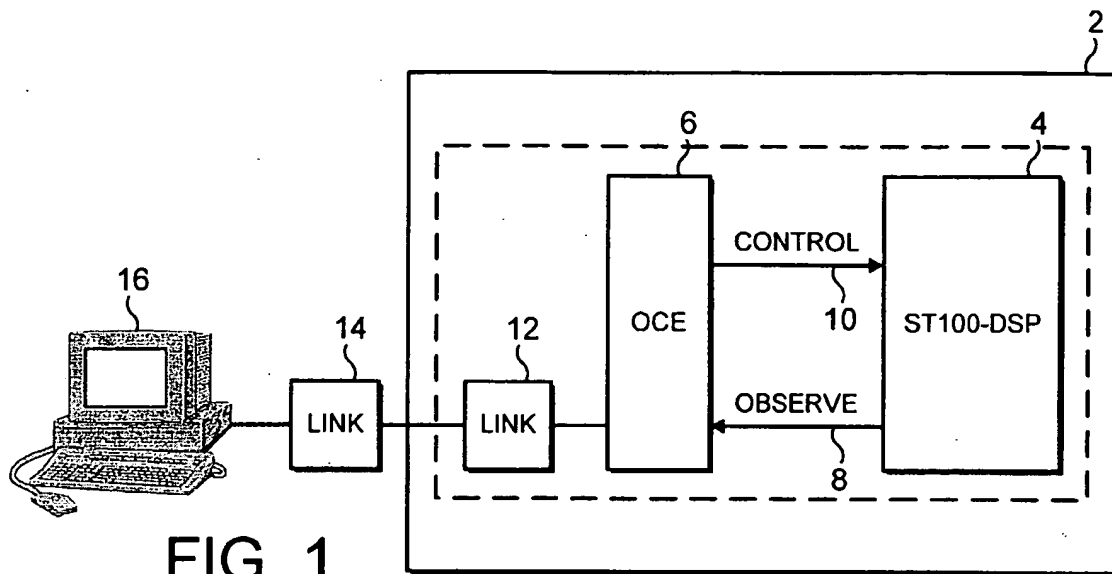 2
6
4
CONTROL
16
10
OCE
ST100-DSP
14
12
LINK
LINK
OBSERVE
8
FIG. 1